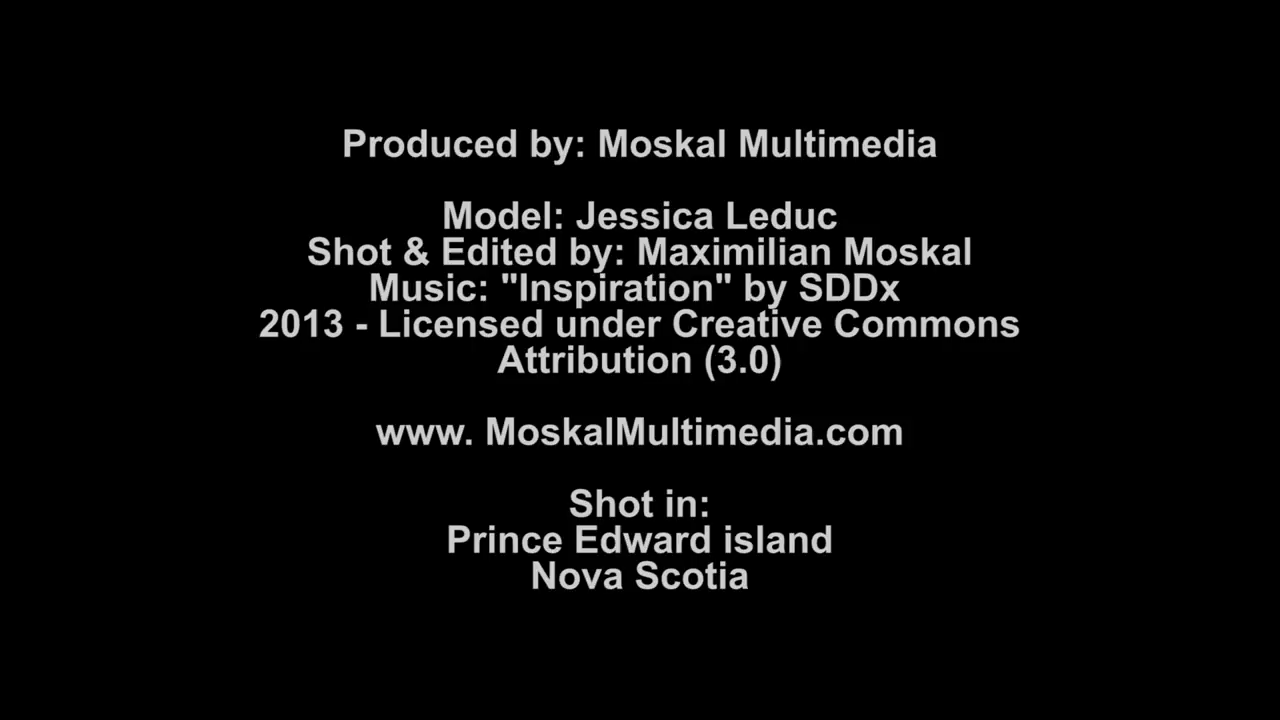 Produced by: Moskal Multimedia
Model: Jessica Leduc
Shot & Edited by: Maximilian Moskal
Music: "Inspiration" by SDDx
2013 - Licensed under Creative Commons
Attribution (3.0)
www. MoskalMultimedia.com
Shot in:
Prince Edward island
Nova Scotia